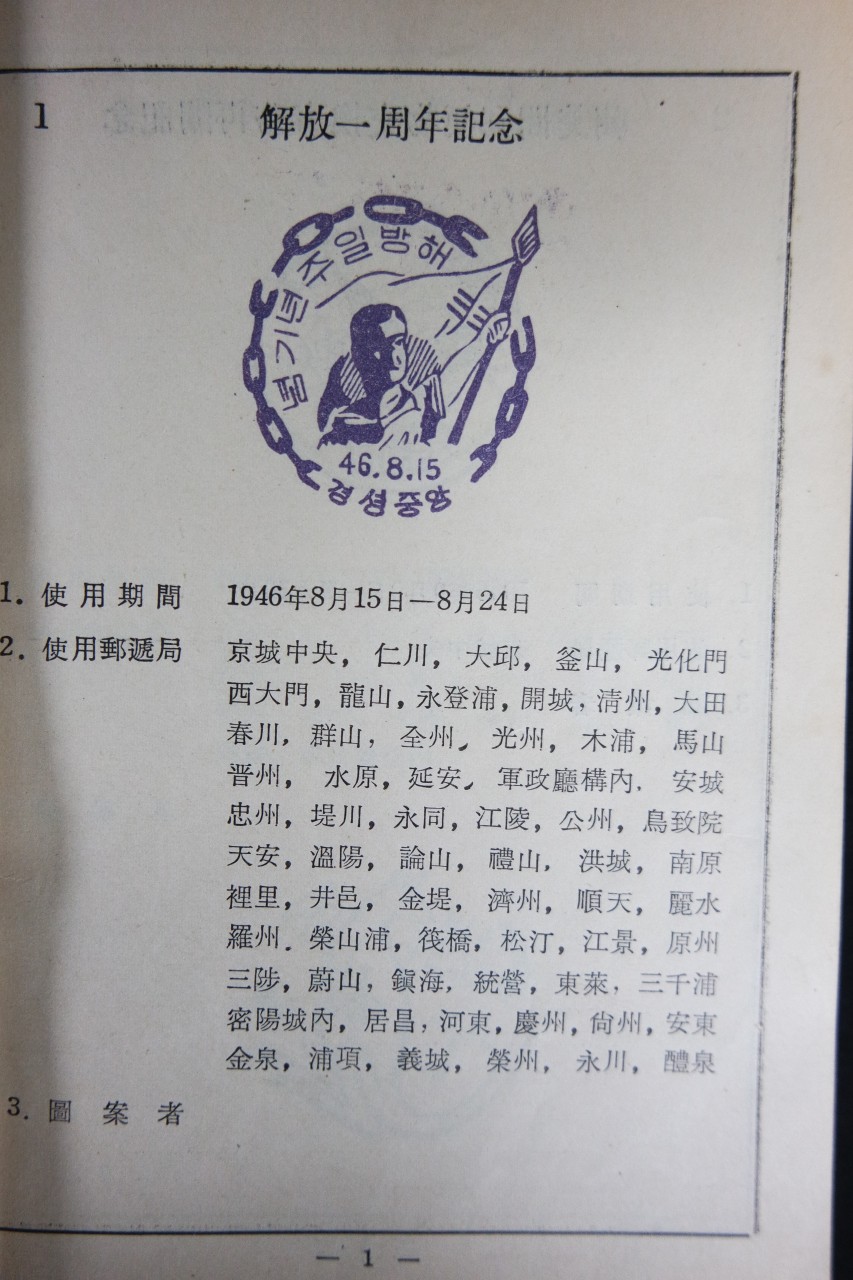 1
解放一周年記念
해방일주년기념
46.8.15
경성중앙
1. 使用期間 1946年8月15日—8月24日
2. 使用郵遞局 京城中央, 仁川, 大邱, 釜山, 光化門
西大門, 龍山, 永登浦, 開城, 清州, 大田
春川, 群山, 全州, 光州, 木浦, 馬山
晋州, 水原, 延安, 軍政廳構內, 安城
忠州, 堤川, 永同, 江陵, 公州, 鳥致院
天安, 溫陽, 論山, 禮山, 洪城, 南原
裡里, 井邑, 金堤, 濟州, 順天, 麗水
羅州, 榮山浦, 筏橋, 松汀, 江景, 原州
三陟, 蔚山, 鎭海, 統營, 東萊, 三千浦
密陽城內, 居昌, 河東, 慶州, 尙州, 安東
金泉, 浦項, 義城, 榮州, 永川, 醴泉
3. 圖案者
— 1 —